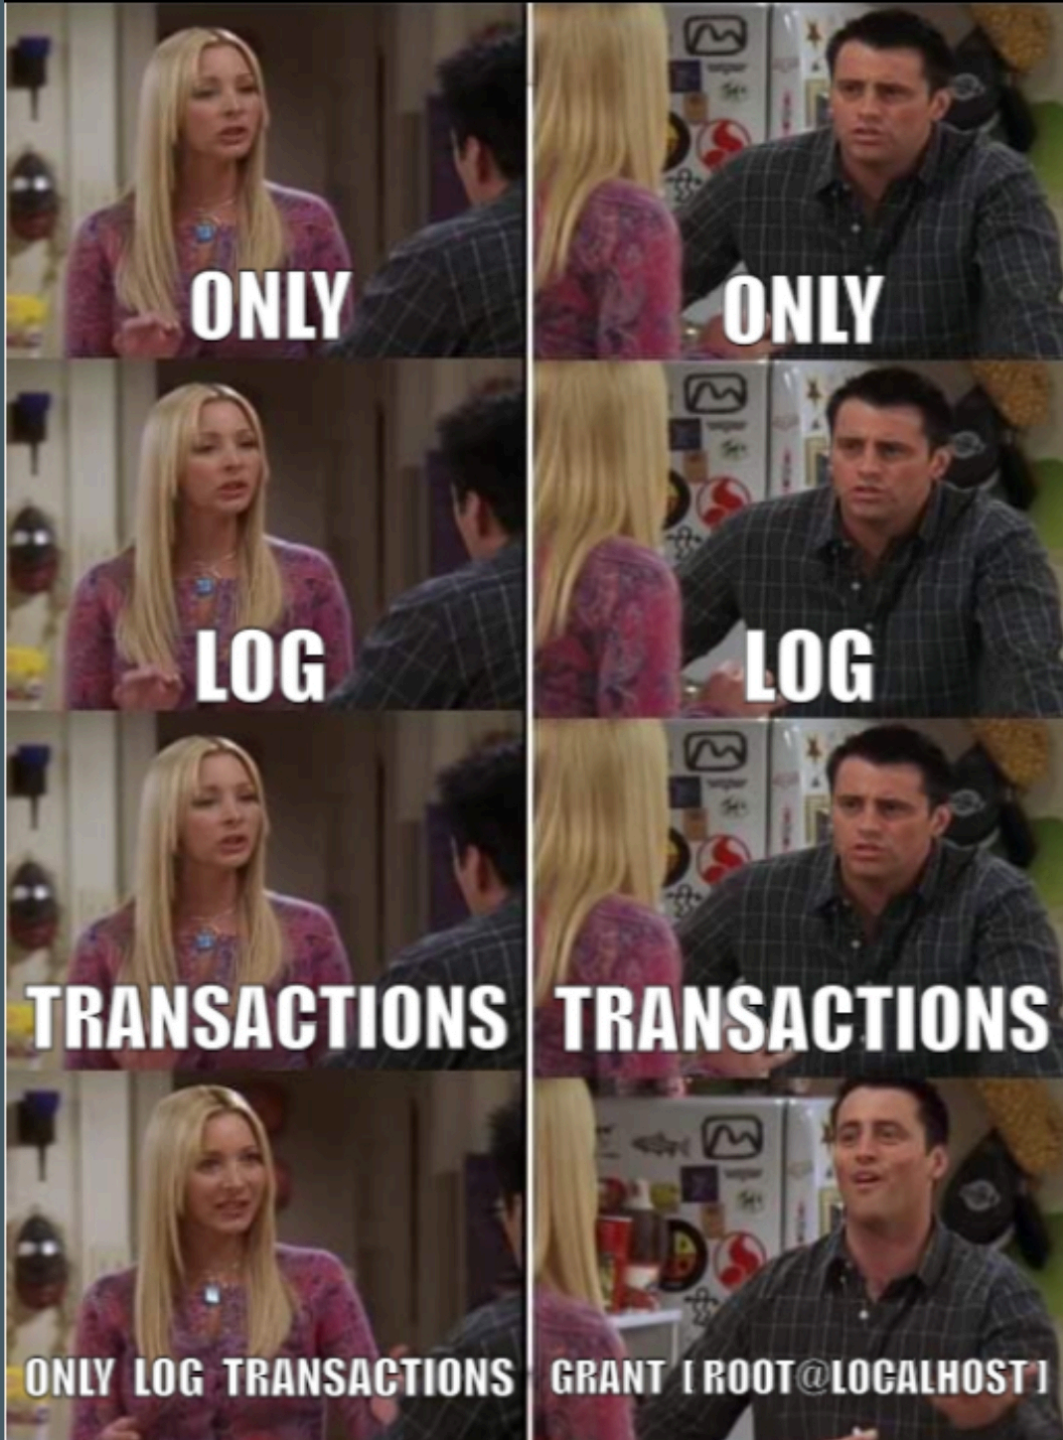 ONLY
ONLY
LOG
LOG
TRANSACTIONS
TRANSACTIONS
ONLY LOG TRANSACTIONS
GRANT [ROOT@LOCALHOST]